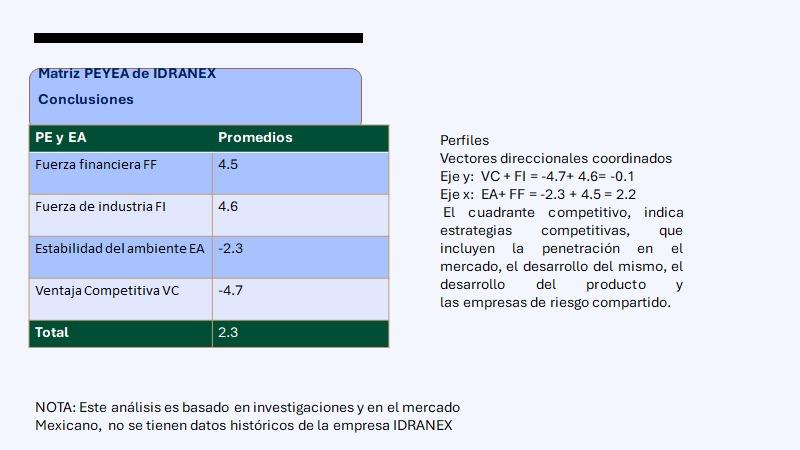 Matriz PEYEA de IDRANEX
Conclusiones
PE y EA Promedios
Fuerza financiera FF 4.5
Fuerza de industria FI 4.6
Estabilidad del ambiente EA -2.3
Ventaja Competitiva VC -4.7
Total 2.3
Perfiles
Vectores direccionales coordinados
Eje y: VC + FI = -4.7+ 4.6= -0.1
Eje x: EA+ FF = -2.3 + 4.5 = 2.2
El cuadrante competitivo, indica
estrategias competitivas, que
incluyen la penetración en el
mercado, el desarrollo del mismo, el
desarrollo del producto y
las empresas de riesgo compartido.
NOTA: Este análisis es basado en investigaciones y en el mercado
Mexicano, no se tienen datos históricos de la empresa IDRANEX